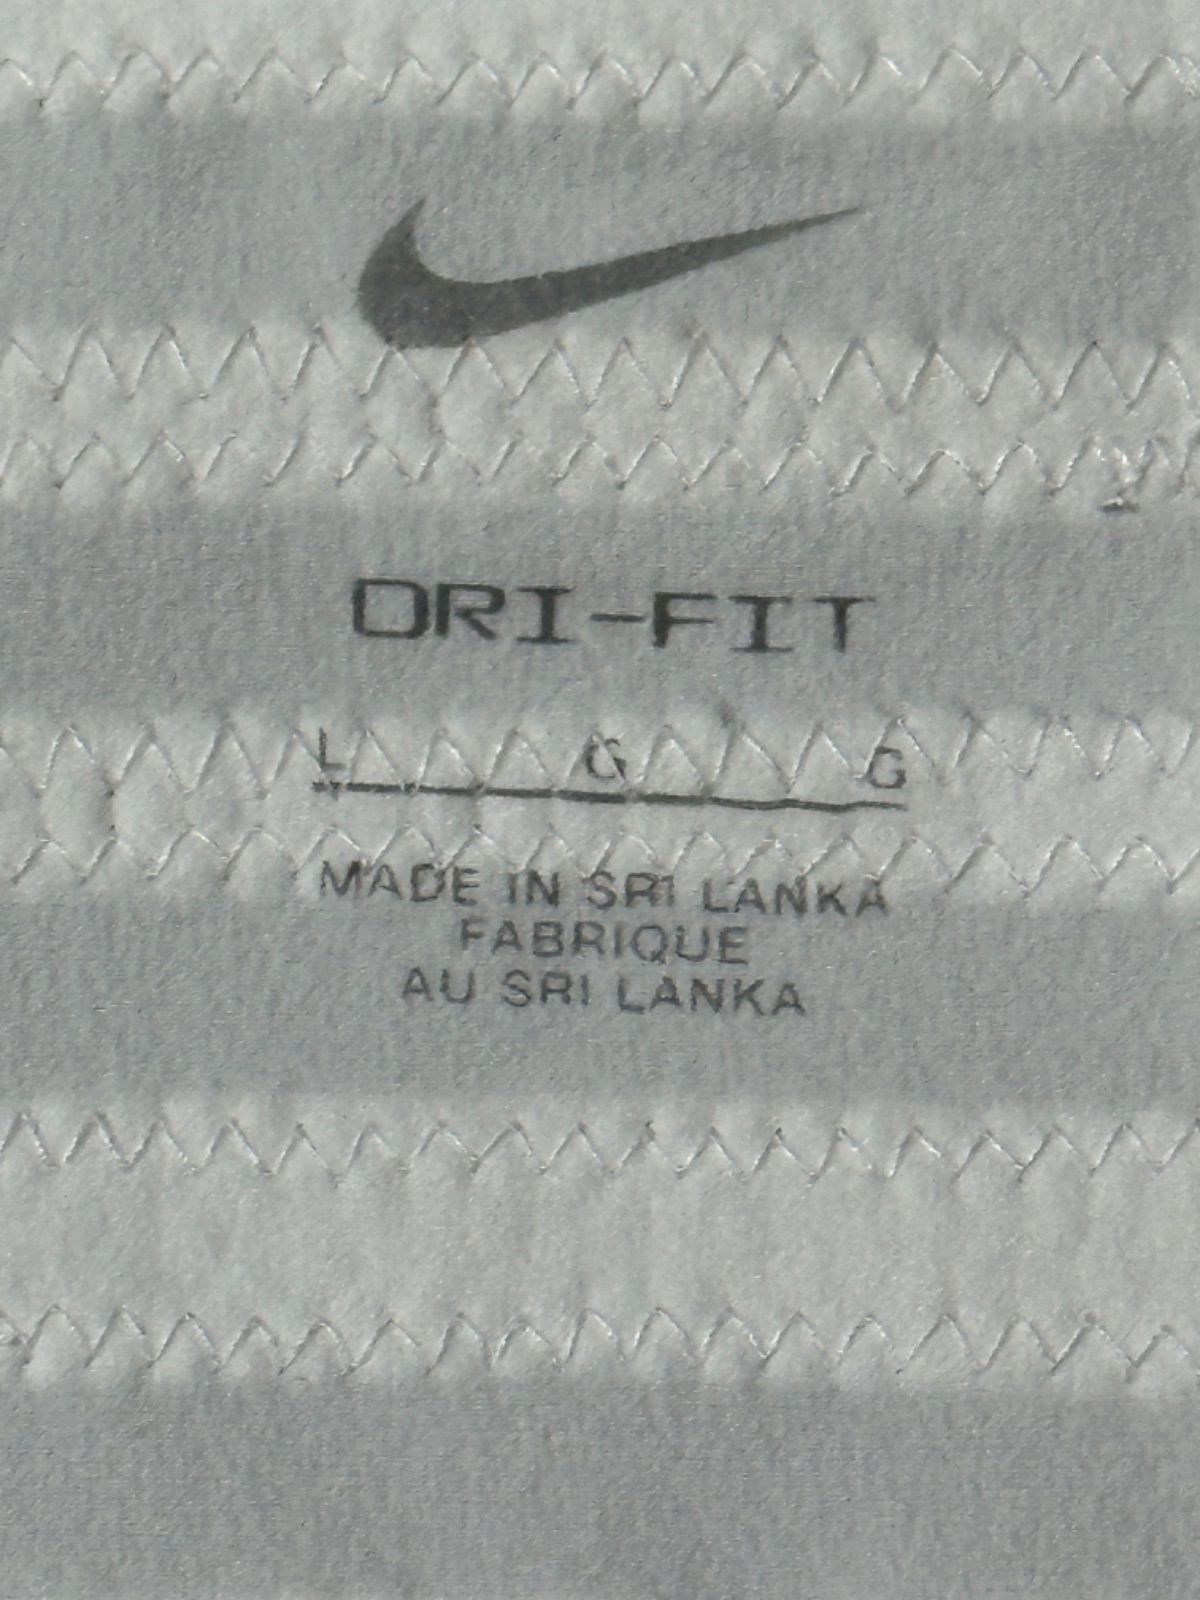 DRI-FIT
L G G
MADE IN SRI LANKA
FABRIQUE
AU SRI LANKA